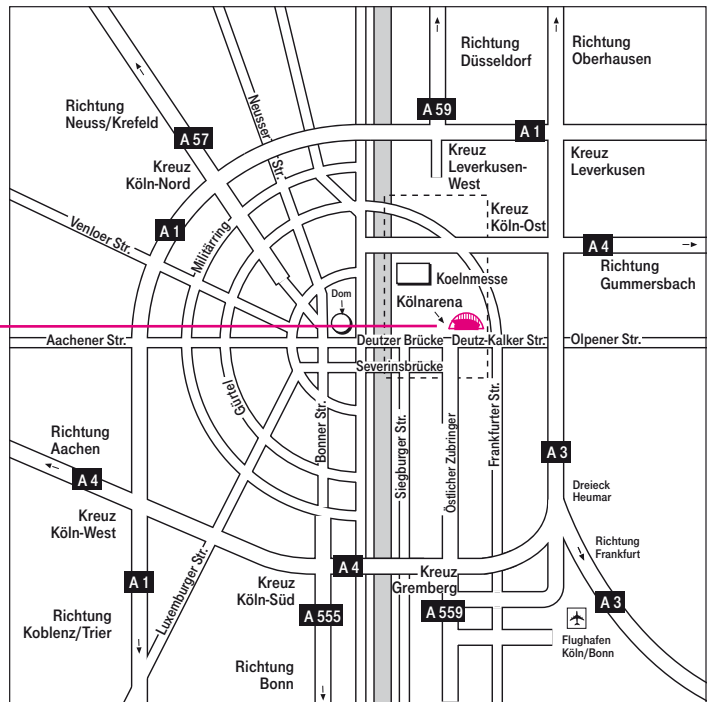 Richtung
Düsseldorf
Richtung
Oberhausen
Richtung
Neuss/Krefeld
A 57
Neusser Str.
A 59
A 1
Kreuz
Köln-Nord
Kreuz
Leverkusen-
West
Kreuz
Leverkusen
Venloer Str.
A 1
Militärring
Kreuz
Köln-Ost
A 4
Richtung
Gummersbach
Koelnmesse
Dom
Kölnarena
Aachener Str.
Deutzer Brücke
Deutz-Kalker Str.
Olpener Str.
Severinsbrücke
Gürtel
Bonner Str.
Siegburger Str.
Östlicher Zubringer
Frankfurter Str.
Richtung
Aachen
A 4
A 3
Kreuz
Köln-West
Dreieck
Heumar
Luxemburger Str.
Richtung
Frankfurt
A 1
Kreuz
Köln-Süd
A 4
Kreuz
Gremberg
A 3
Richtung
Koblenz/Trier
A 555
A 559
Flughafen
Köln/Bonn
Richtung
Bonn